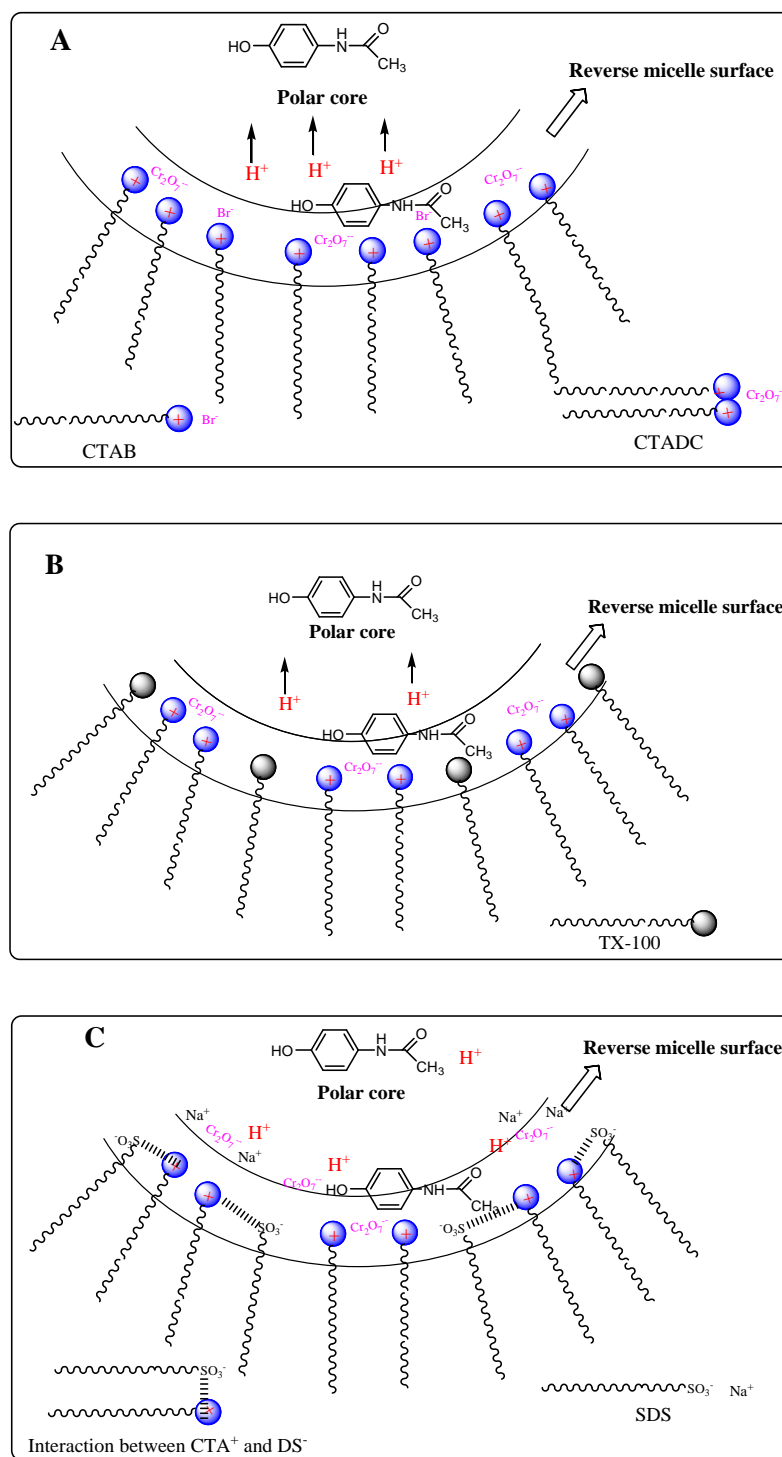 A
HO
H
N
O
CH3
Reverse micelle surface
Polar core
H+ H+ H+
Cr2O7--
Cr2O7--
HO
NH
O
CH3
Br-
Br-
Cr2O7--
Cr2O7--
Br-
CTAB
CTADC
B
HO
H
N
O
CH3
Reverse micelle surface
Polar core
H+
H+
Cr2O7--
Cr2O7--
HO
NH
O
CH3
Cr2O7--
TX-100
C
HO
H
N
O
CH3
H+
Reverse micelle surface
Polar core
Na+
Na+
Na
-O3S
Cr2O7--
H+
H+
Cr2O7--
SO3-
Na+
H+
Cr2O7--
HO
NH
O
CH3
SO3-
Cr2O7--
-O3S
SO3-
SO3-
Na+
SDS
Interaction between CTA+ and DS-